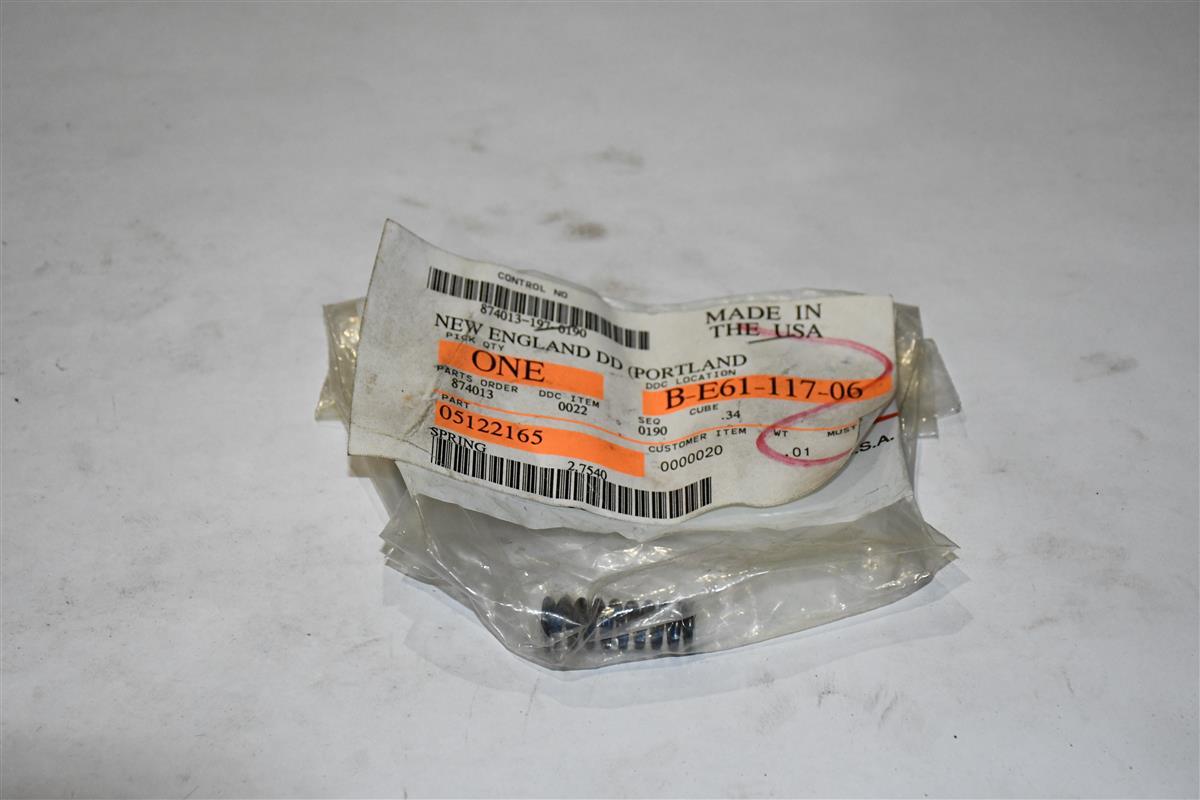 CONTROL NO
874013-197-0190
MADE IN
THE USA
NEW ENGLAND DD (PORTLAND
PICK QTY
ONE
DDC LOCATION
B-E61-117-06
PARTS ORDER
874013
DDC ITEM
0022
SEQ
0190
CUBE
.34
PART
05122165
CUSTOMER ITEM
0000020
WT
.01
MUST
SPRING
2.7540
S.A.